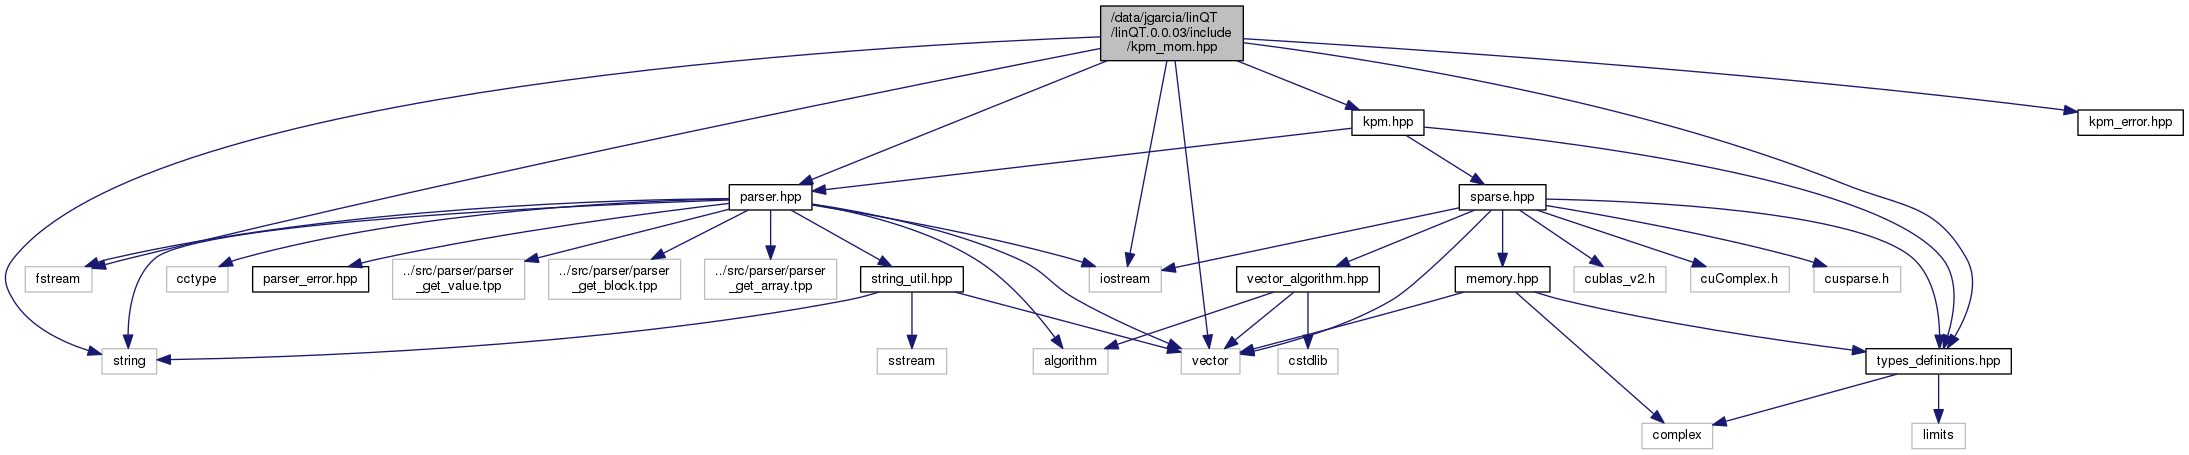 /data/jgarcia/linQT
/linQT.0.0.03/include
/kpm_mom.hpp
kpm.hpp
kpm_error.hpp
parser.hpp
sparse.hpp
fstream
cctype
parser_error.hpp
../src/parser/parser
_get_value.tpp
../src/parser/parser
_get_block.tpp
../src/parser/parser
_get_array.tpp
string_util.hpp
iostream
vector_algorithm.hpp
memory.hpp
cublas_v2.h
cuComplex.h
cusparse.h
string
sstream
algorithm
vector
cstdlib
types_definitions.hpp
complex
limits